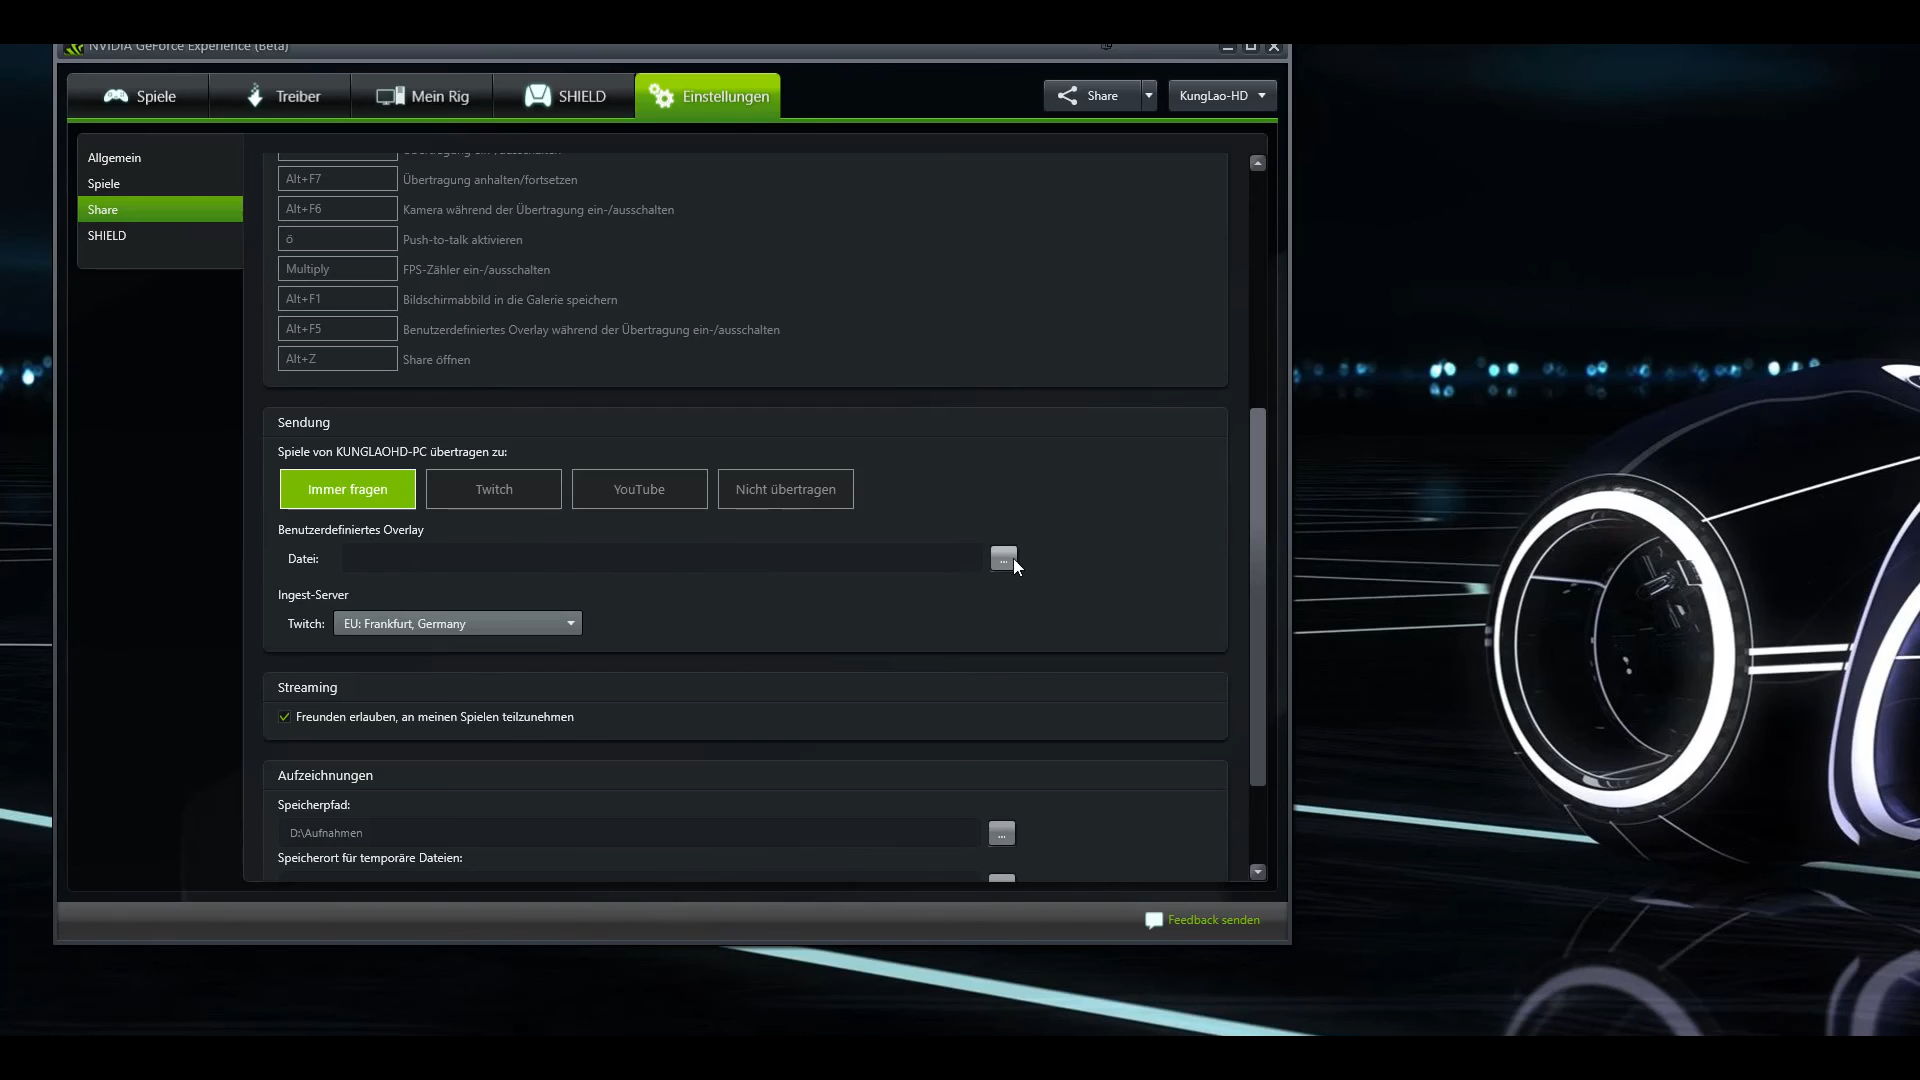 NVIDIA GeForce Experience (Beta)
Spiele
Treiber
Mein Rig
SHIELD
Einstellungen
Share
KungLao-HD
Allgemein
Spiele
Share
SHIELD
Übertragung ein-/ausschalten
Alt+F7 Übertragung anhalten/fortsetzen
Alt+F6 Kamera während der Übertragung ein-/ausschalten
ö Push-to-talk aktivieren
Multiply FPS-Zähler ein-/ausschalten
Alt+F1 Bildschirmabbild in die Galerie speichern
Alt+F5 Benutzerdefiniertes Overlay während der Übertragung ein-/ausschalten
Alt+Z Share öffnen
Sendung
Spiele von KUNGLAOHD-PC übertragen zu:
Immer fragen Twitch YouTube Nicht übertragen
Benutzerdefiniertes Overlay
Datei: ...
Ingest-Server
Twitch: EU: Frankfurt, Germany
Streaming
Freunden erlauben, an meinen Spielen teilzunehmen
Aufzeichnungen
Speicherpfad:
D:\Aufnahmen ...
Speicherort für temporäre Dateien:
Feedback senden